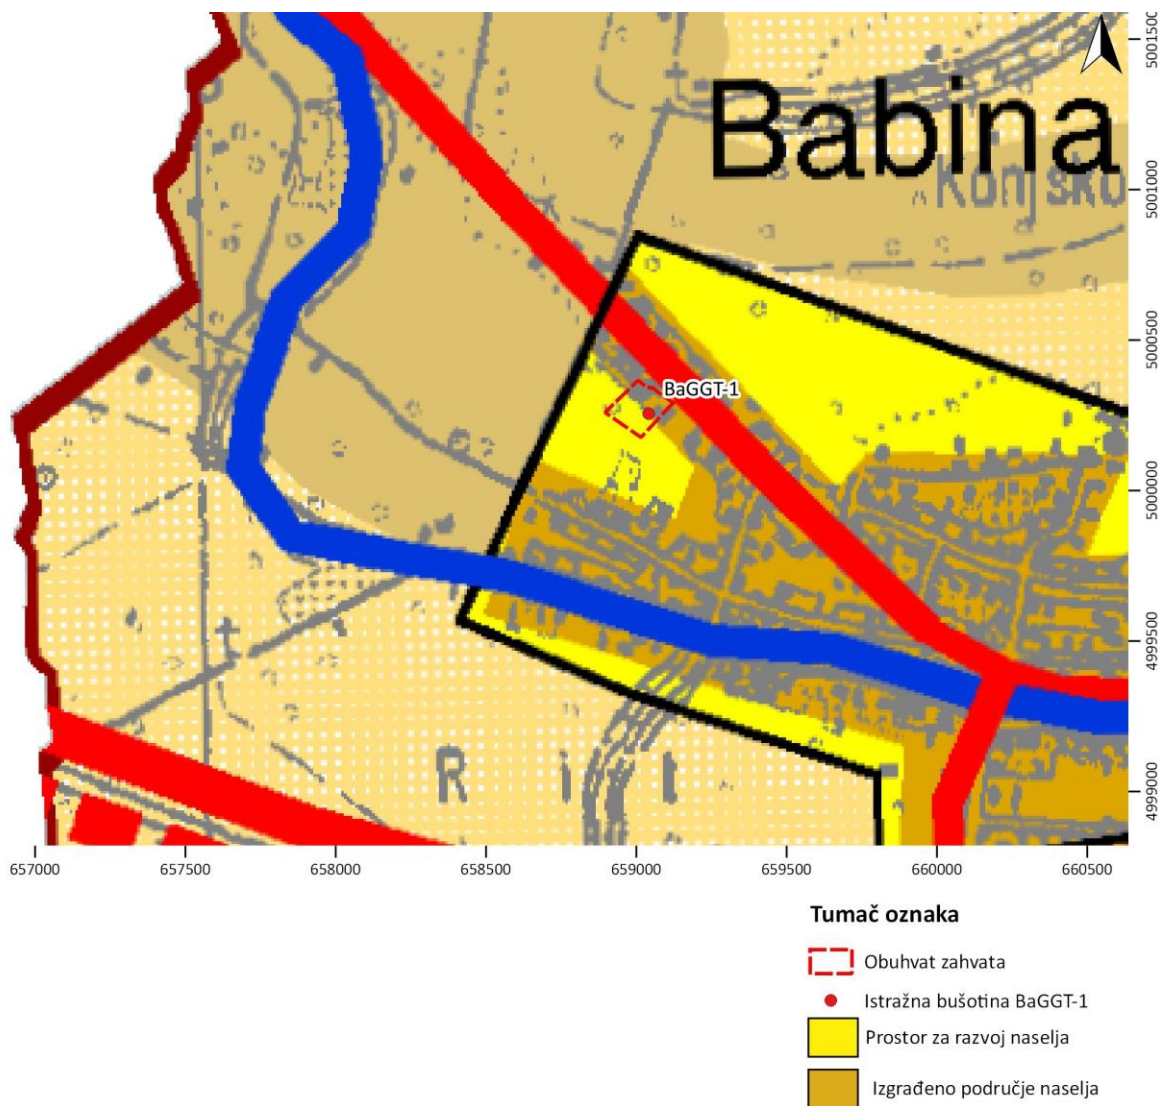 Babina
Konjsko
BaGGT-1
R i t
5001500
5001000
5000500
5000000
4999500
4999000
657000 657500 658000 658500 659000 659500 660000 660500
Tumač oznaka
Obuhvat zahvata
Istražna bušotina BaGGT-1
Prostor za razvoj naselja
Izgrađeno područje naselja